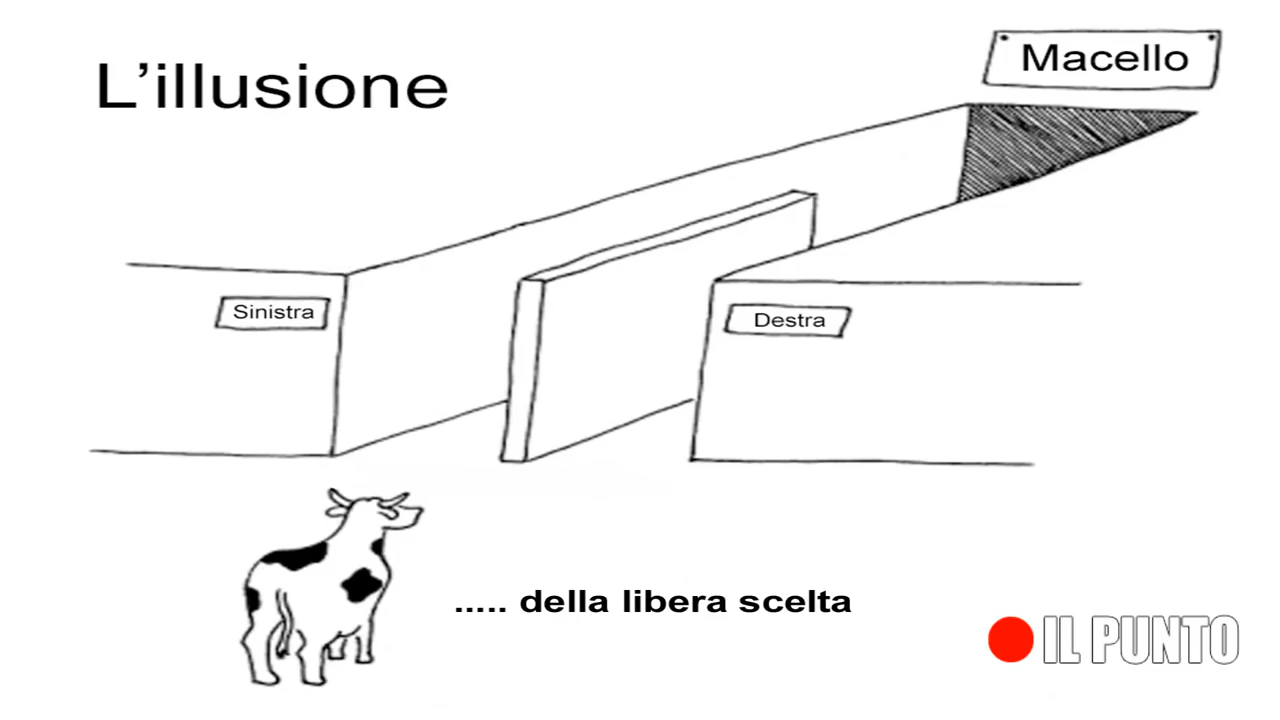 L'illusione
Macello
Sinistra
Destra
..... della libera scelta
IL PUNTO